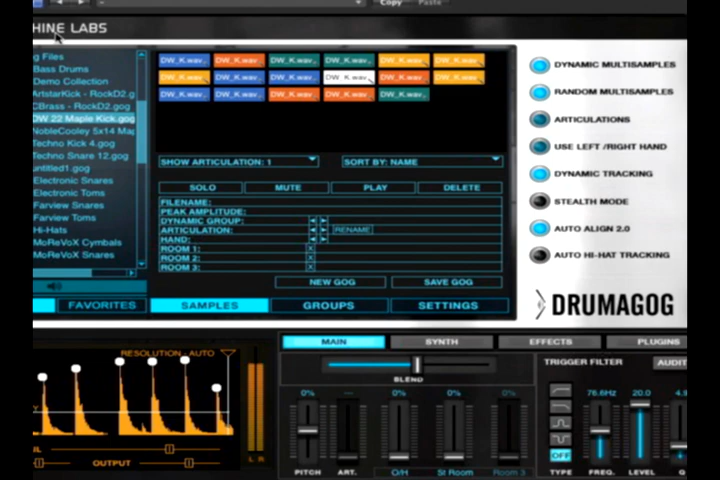 Copy Paste
HINE LABS
g Files
Bass Drums
Demo Collection
ArtstarKick - RockD2.g
CBrass - RockD2.gog
DW 22 Maple Kick.gog
NobleCooley 5x14 Map
Techno Kick 4.gog
Techno Snare 12.gog
untitled1.gog
Electronic Snares
Electronic Toms
Farview Snares
Farview Toms
Hi-Hats
MoReVoX Cymbals
MoReVoX Snares
FAVORITES
DW_K.wav. DW_K.wav. DW_K.wav. DW_K.wav. DW_K.wav. DW_K.wav.
DW_K.wav. DW_K.wav. DW_K.wav. DW_K.wav. DW_K.wav. DW_K.wav.
DW_K.wav. DW_K.wav. DW_K.wav. DW_K.wav. DW_K.wav.
SHOW ARTICULATION: 1 SORT BY: NAME
SOLO MUTE PLAY DELETE
FILENAME:
PEAK AMPLITUDE:
DYNAMIC GROUP:
ARTICULATION: RENAME
HAND:
ROOM 1: X
ROOM 2: X
ROOM 3: X
NEW GOG SAVE GOG
SAMPLES GROUPS SETTINGS
DYNAMIC MULTISAMPLES
RANDOM MULTISAMPLES
ARTICULATIONS
USE LEFT / RIGHT HAND
DYNAMIC TRACKING
STEALTH MODE
AUTO ALIGN 2.0
AUTO HI-HAT TRACKING
DRUMAGOG
RESOLUTION - AUTO
OUTPUT
L R
MAIN SYNTH EFFECTS PLUGINS
BLEND
0% --- 0% 0% 0%
PITCH ART. O/H St Room Room 3
TRIGGER FILTER AUDIT
76.6Hz 20.0 4.9
OFF
TYPE FREQ. LEVEL Q